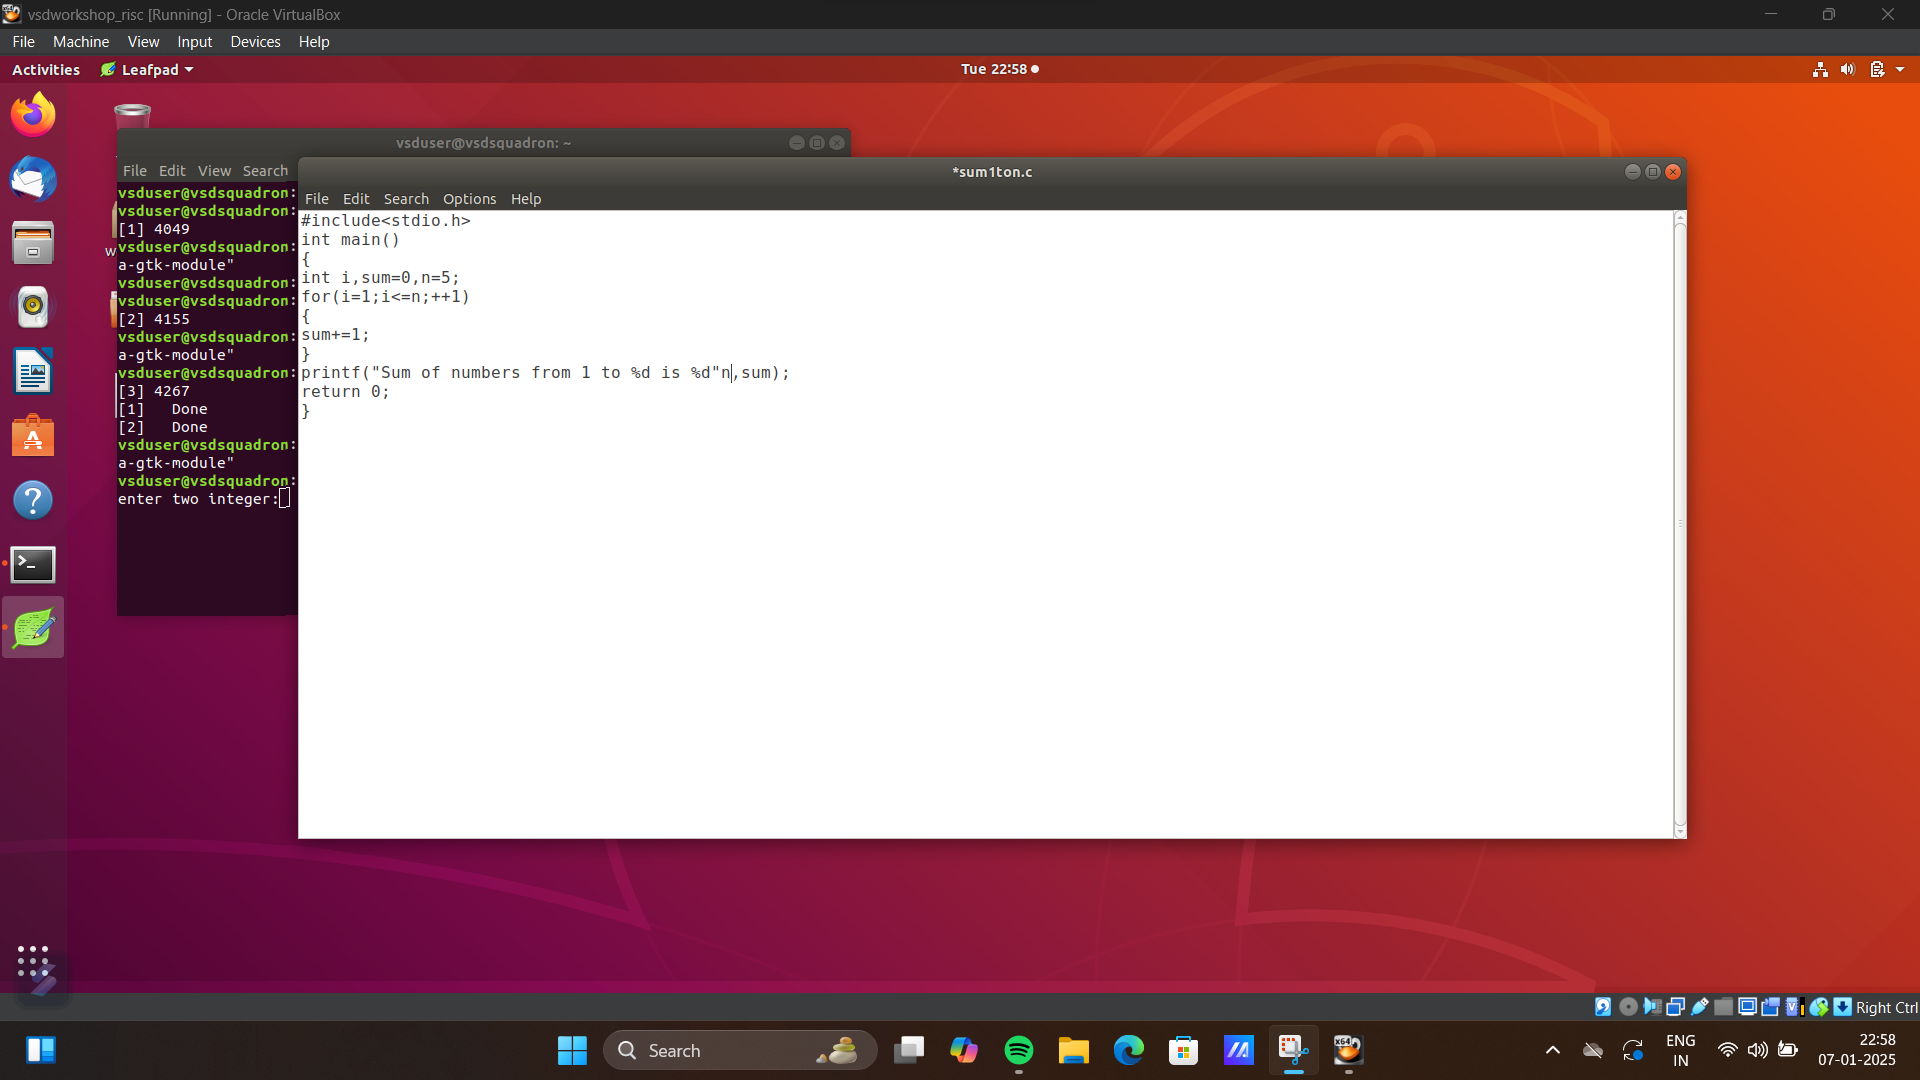 vsdworkshop_risc [Running] - Oracle VirtualBox
File Machine View Input Devices Help
Activities Leafpad Tue 22:58
vsduser@vsdsquadron: ~
File Edit View Search
vsduser@vsdsquadron:
vsduser@vsdsquadron:
[1] 4049
vsduser@vsdsquadron:
a-gtk-module"
vsduser@vsdsquadron:
vsduser@vsdsquadron:
[2] 4155
vsduser@vsdsquadron:
a-gtk-module"
vsduser@vsdsquadron:
[3] 4267
[1] Done
[2] Done
vsduser@vsdsquadron:
a-gtk-module"
vsduser@vsdsquadron:
enter two integer:
*sum1ton.c
File Edit Search Options Help
#include<stdio.h>
int main()
{
int i,sum=0,n=5;
for(i=1;i<=n;++1)
{
sum+=1;
}
printf("Sum of numbers from 1 to %d is %d"n,sum);
return 0;
}
Right Ctrl
Search
ENG
IN
22:58
07-01-2025